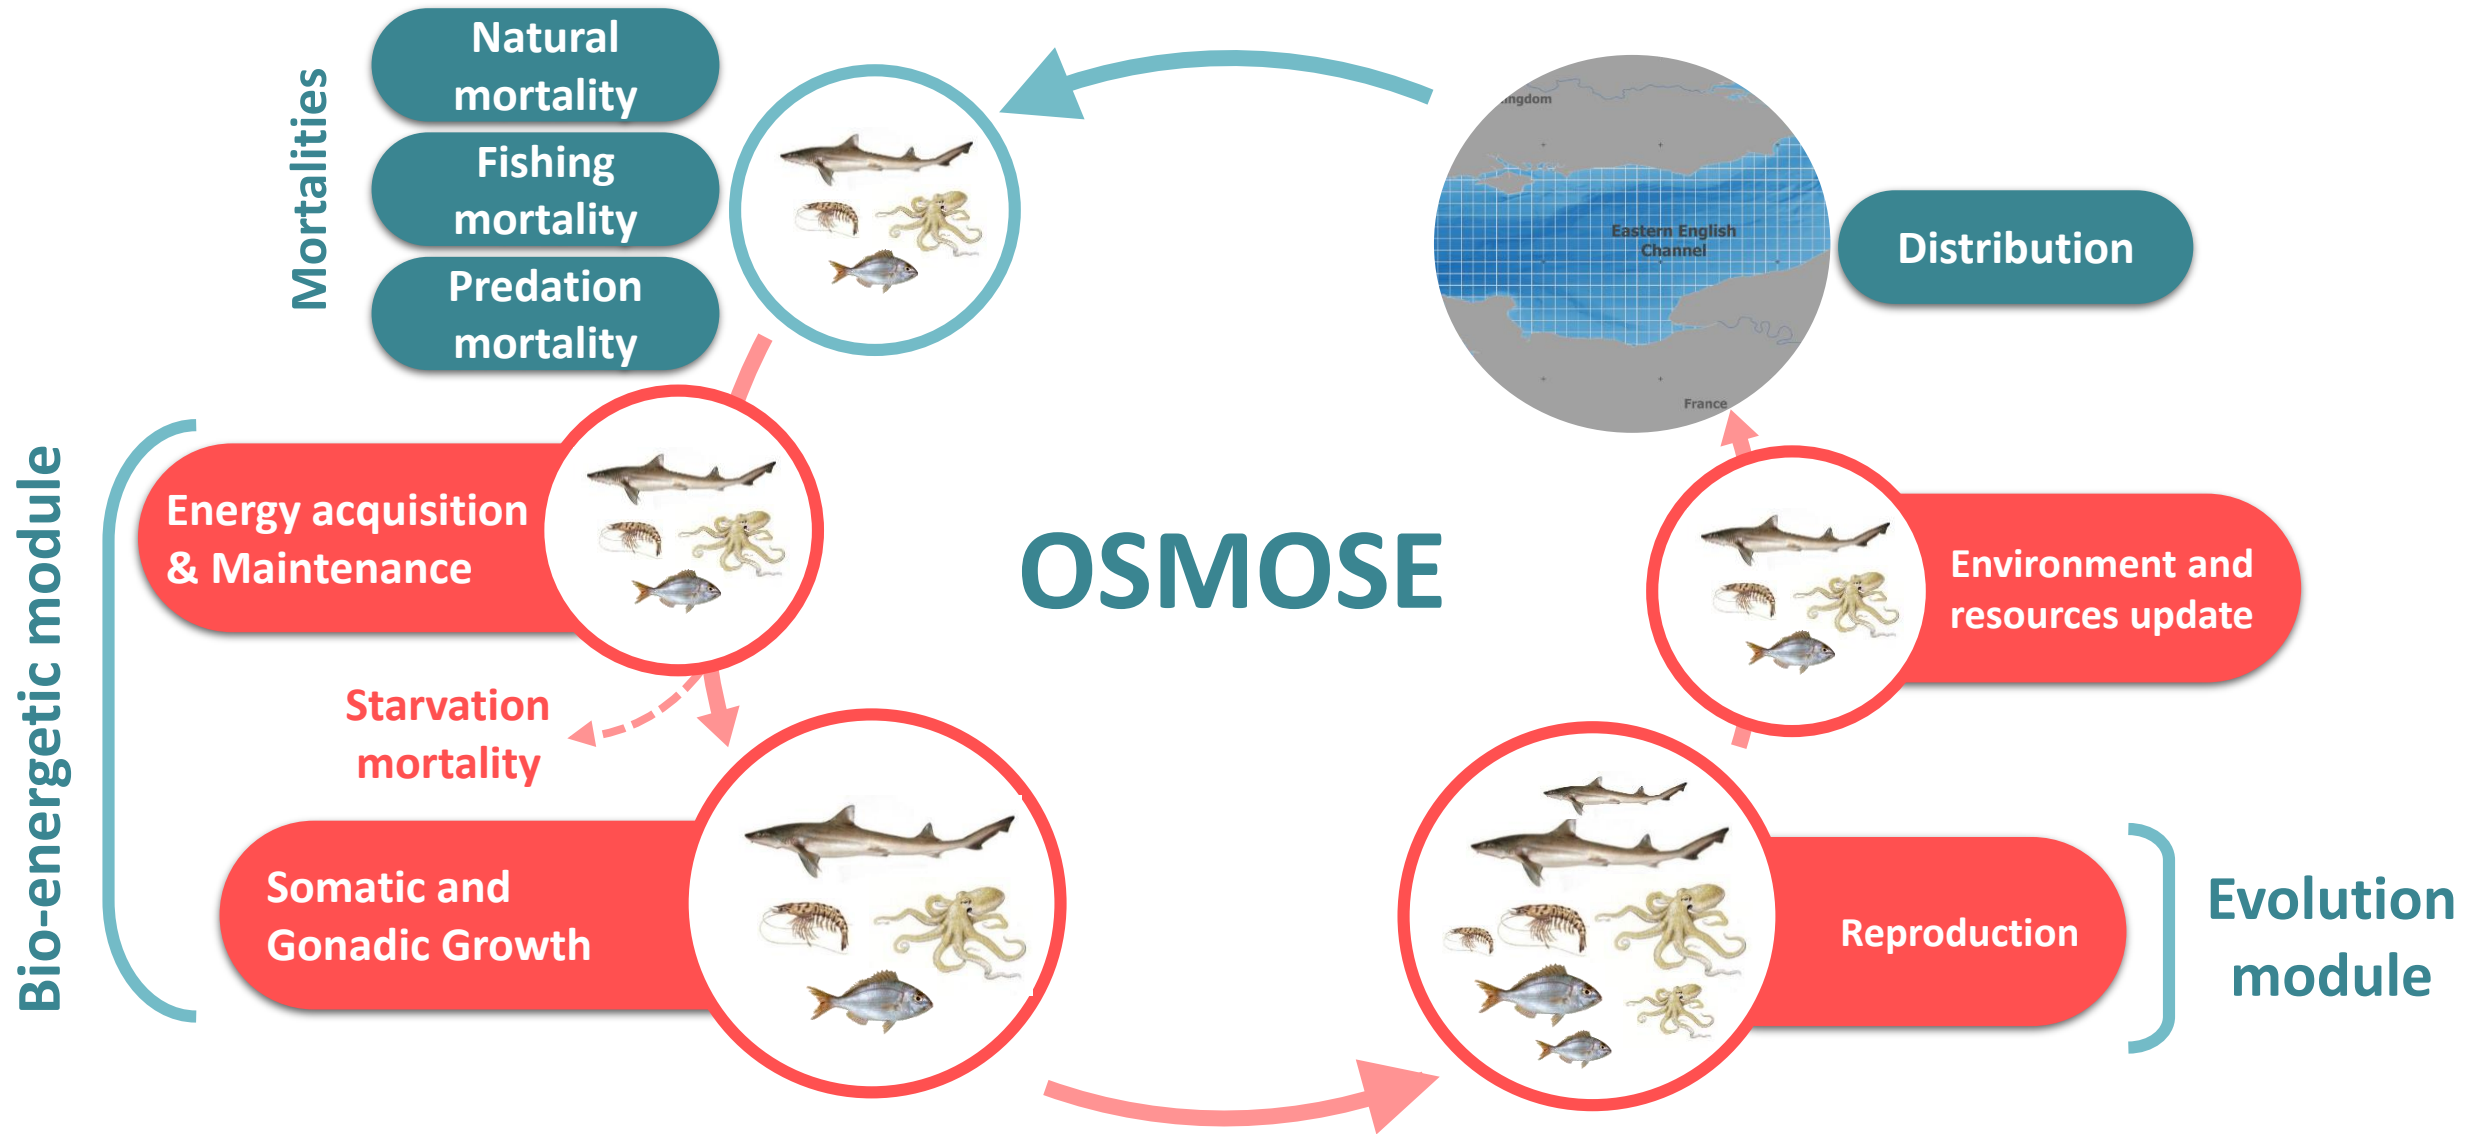 Mortalities
Natural
mortality
Fishing
mortality
Predation
mortality
ngdom
Eastern English
Channel
France
Distribution
Bio-energetic module
Energy acquisition
& Maintenance
OSMOSE
Environment and
resources update
Starvation
mortality
Somatic and
Gonadic Growth
Reproduction
Evolution
module